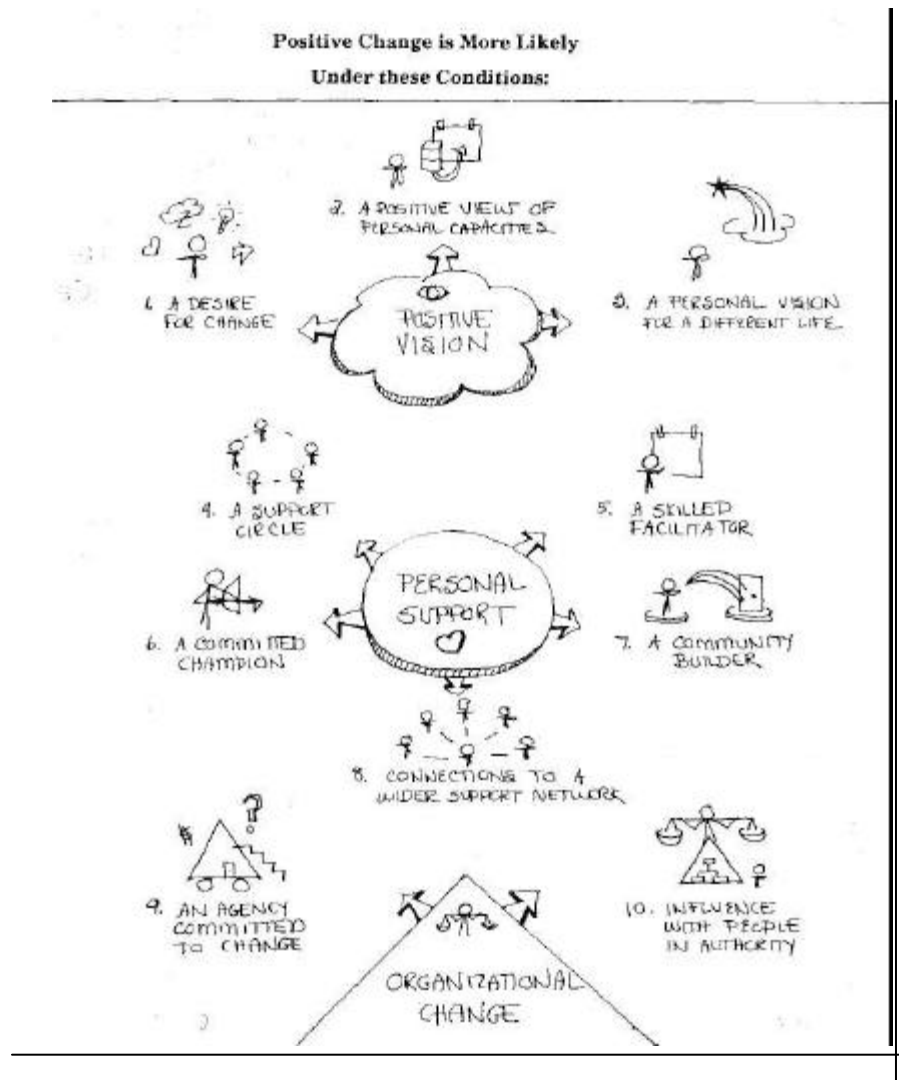 Positive Change is More Likely
Under these Conditions:
2. A POSITIVE VIEW OF
PERSONAL CAPACITIES
1. A DESIRE
FOR CHANGE
3. A PERSONAL VISION
FOR A DIFFERENT LIFE
POSITIVE
VISION
4. A SUPPORT
CIRCLE
5. A SKILLED
FACILITATOR
PERSONAL
SUPPORT
6. A COMMITTED
CHAMPION
7. A COMMUNITY
BUILDER
8. CONNECTIONS TO A
WIDER SUPPORT NETWORK
$
?
9. AN AGENCY
COMMITTED
TO CHANGE
10. INFLUENCE
WITH PEOPLE
IN AUTHORITY
ORGANIZATIONAL
CHANGE